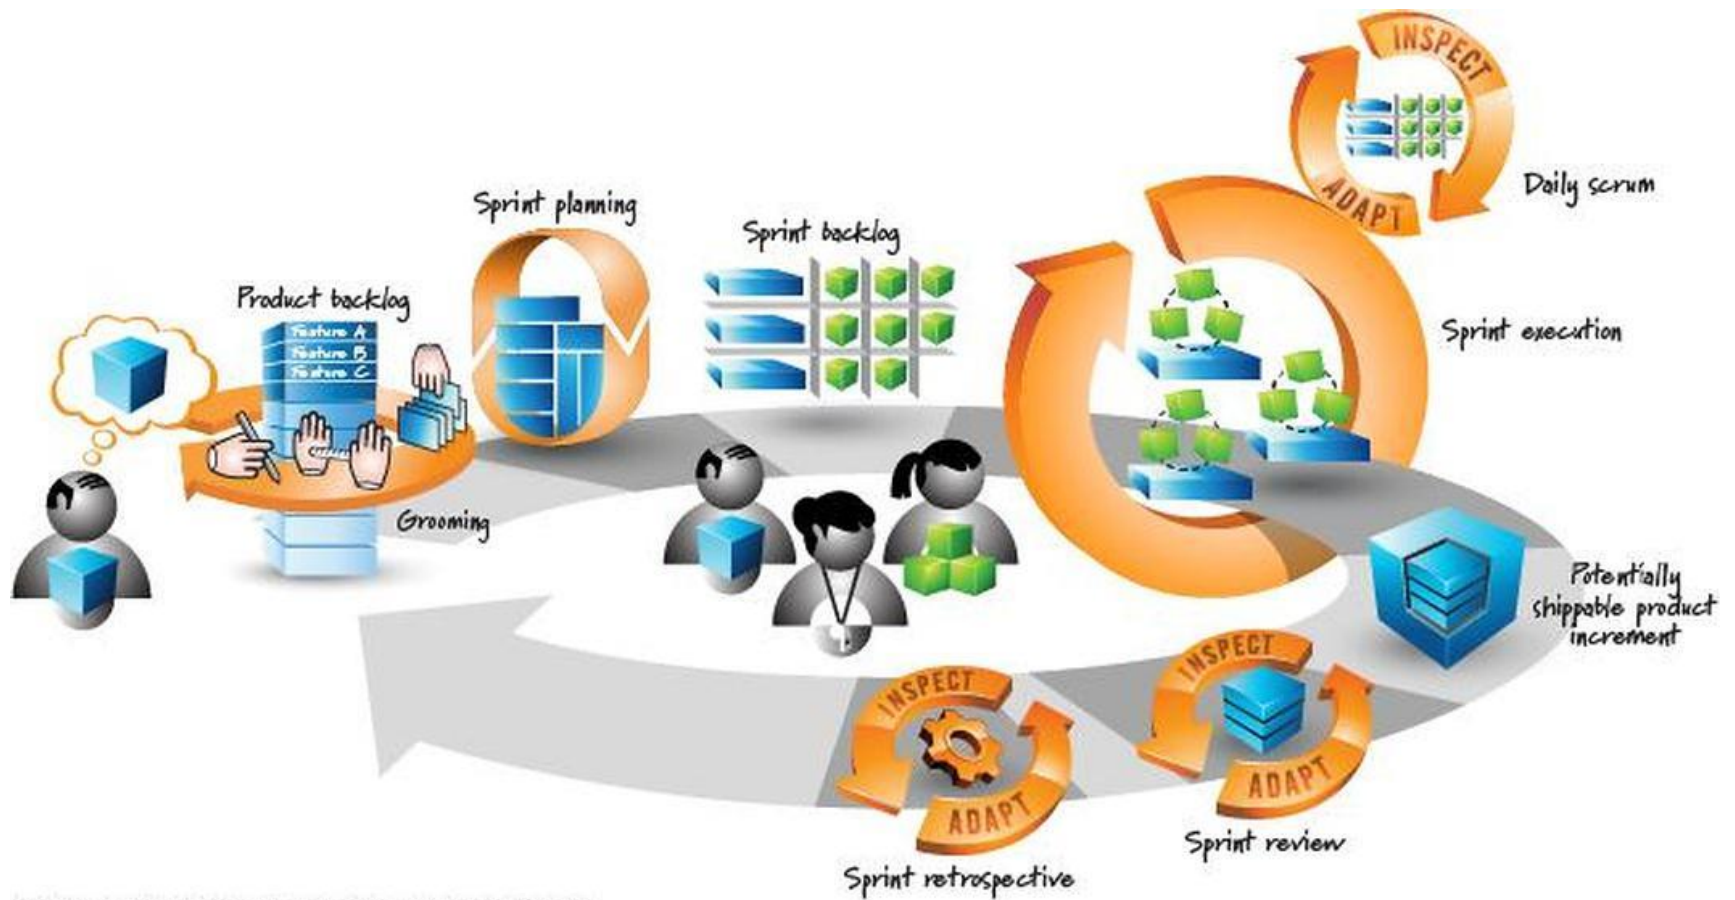 INSPECT
ADAPT
Daily scrum
Sprint planning
Sprint backlog
Product backlog
Feature A
Feature B
Feature C
Sprint execution
Grooming
Potentially
shippable product
increment
INSPECT
ADAPT
Sprint review
INSPECT
ADAPT
Sprint retrospective